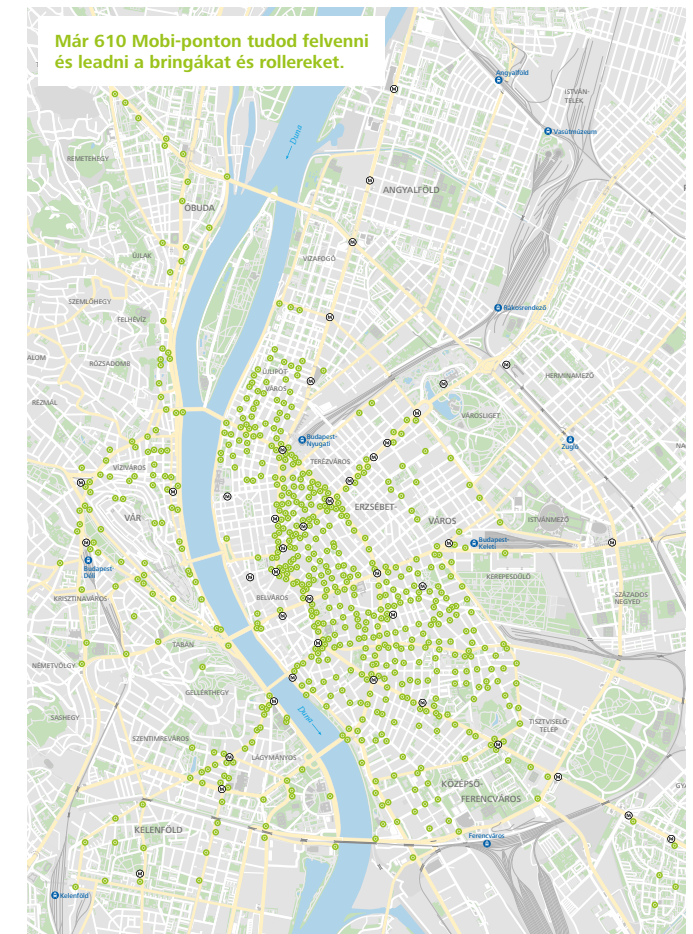 Már 610 Mobi-ponton tudod felvenni
és leadni a bringákat és rollereket.
Angyalföld
ISTVÁN-
TELEK
Vasútmúzeum
Duna
REMETEHEGY
ANGYALFÖLD
ÓBUDA
ÚJLAK
VIZAFOGÓ
SZEMLŐHEGY
Rákosrendező
FELHÉVÍZ
RÓZSADOMB
ÚJLIPÓT-
VÁROS
HERMINAMEZŐ
REZMÁL
VÁROSLIGET
Budapest-
Nyugati
Zugló
VÍZIVÁROS
TERÉZVÁROS
ERZSÉBET-
VÁROS
VÁR
ISTVÁNMEZŐ
Budapest-
Keleti
Budapest-
Déli
KEREPESDŰLŐ
KRISZTINAVÁROS
BELVÁROS
SZÁZADOS
NEGYED
TABÁN
NÉMETVÖLGY
GELLÉRTHEGY
SASHEGY
Duna
TISZTVISELŐ-
TELEP
SZENTIMREVÁROS
LÁGYMÁNYOS
KÖZÉPSŐ-
FERENCVÁROS
KELENFÖLD
Ferencváros
Kelenföld